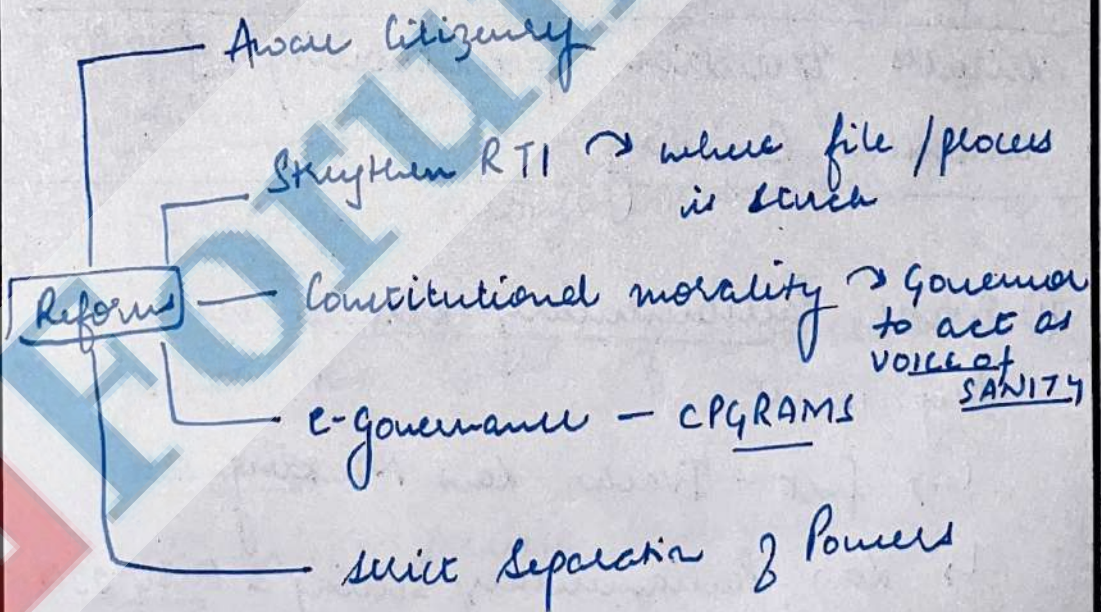 Aware Citizenry
Strengthen RTI → where file / process
is stuck
Reforms
Constitutional morality → Governor
to act as
VOICE of
SANITY
e-governance - CPGRAMS
strict Separation of Powers
Forum